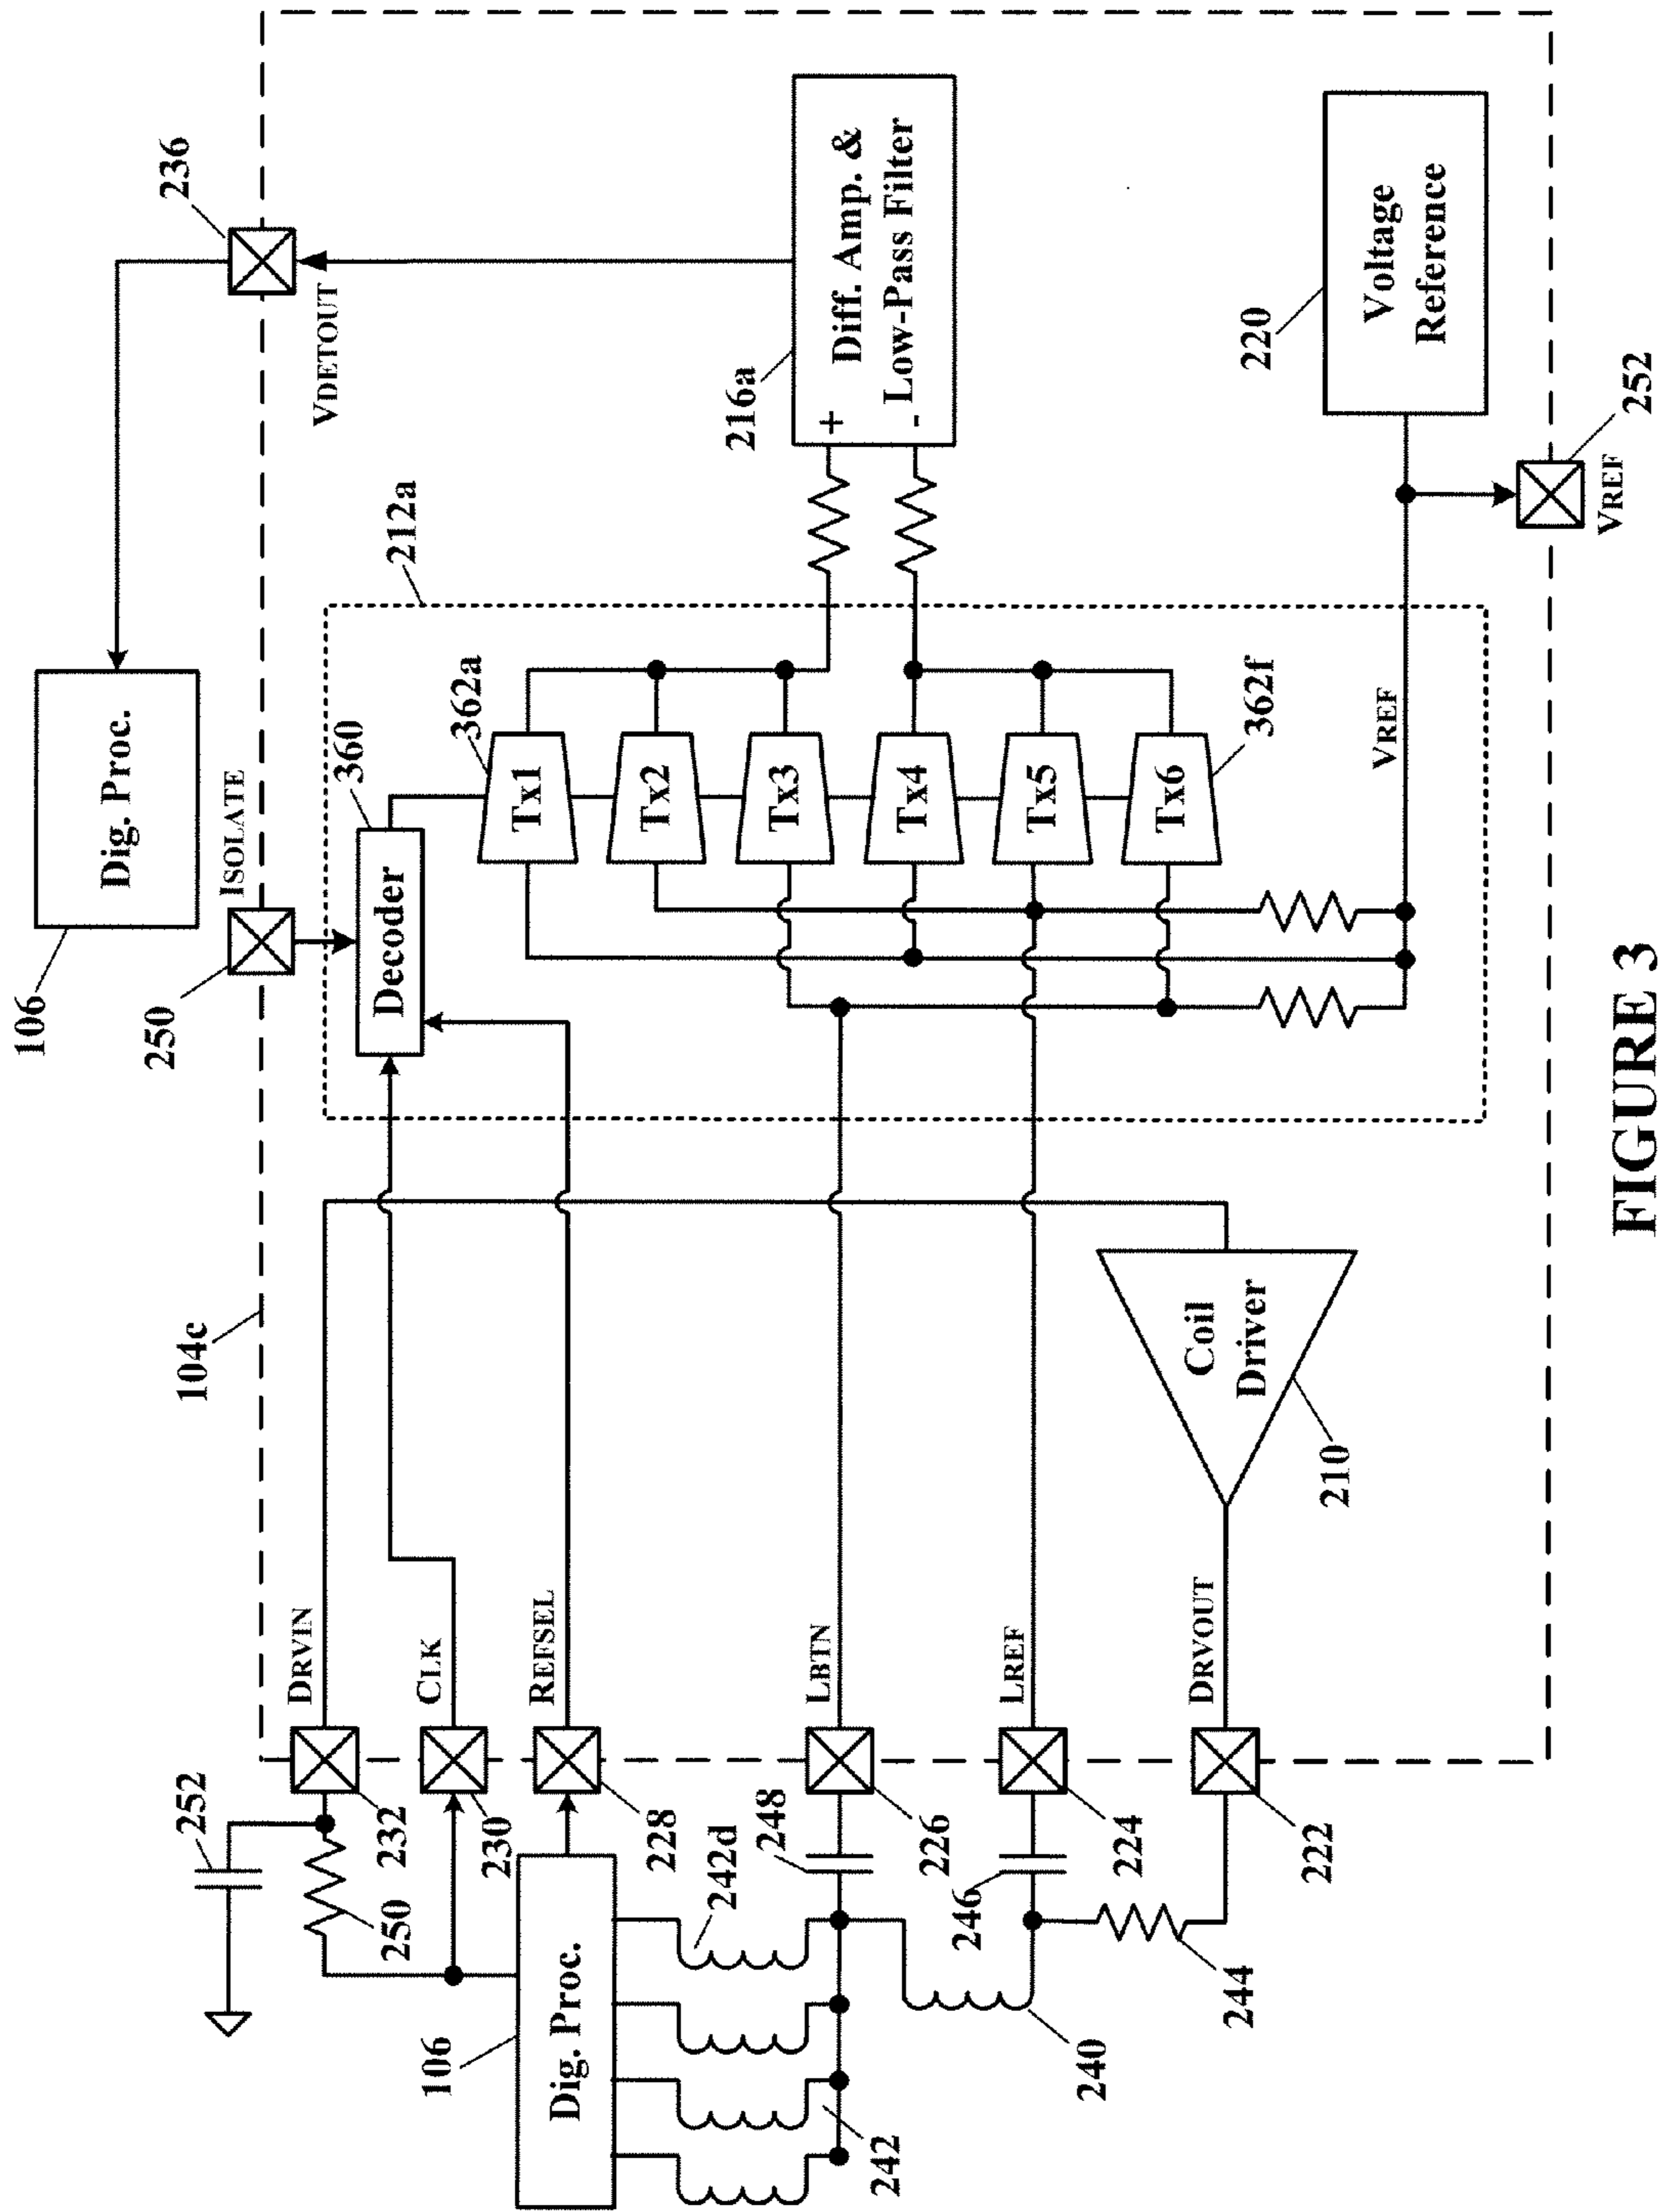 106
Dig. Proc.
236
VDETOUT
250
ISOLATE
104c
252
232
250
DRVIN
CLK
230
REFSEL
228
106
Dig. Proc.
242d
242
248
LBTN
226
246
LREF
224
240
244
DRVOUT
222
Coil
Driver
210
212a
360
Decoder
362a
Tx1
Tx2
Tx3
Tx4
Tx5
Tx6
362f
VREF
216a
+
-
Diff. Amp. &
Low-Pass Filter
220
Voltage
Reference
252
VREF
FIGURE 3